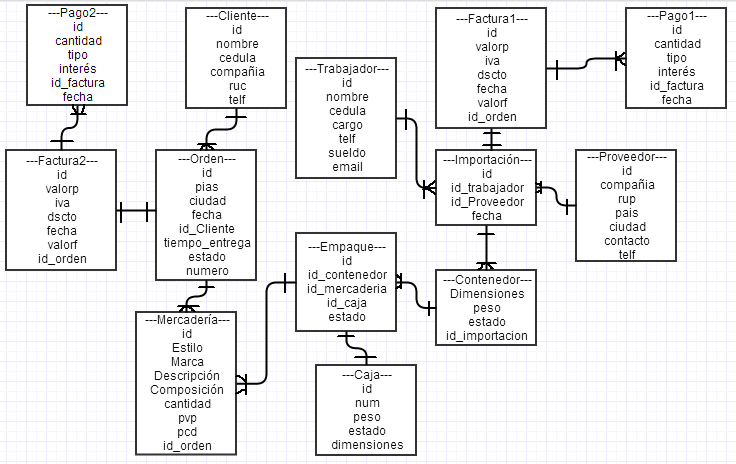 ---Pago2---
id
cantidad
tipo
interés
id_factura
fecha
---Cliente---
id
nombre
cedula
compañia
ruc
telf
---Factura1---
id
valorp
iva
dscto
fecha
valorf
id_orden
---Pago1---
id
cantidad
tipo
interés
id_factura
fecha
---Trabajador---
id
nombre
cedula
cargo
telf
sueldo
email
---Factura2---
id
valorp
iva
dscto
fecha
valorf
id_orden
---Orden---
id
pias
ciudad
fecha
id_Cliente
tiempo_entrega
estado
numero
---Importación---
id
id_trabajador
id_Proveedor
fecha
---Proveedor---
id
compañia
rup
pais
ciudad
contacto
telf
---Empaque---
id
id_contenedor
id_mercaderia
id_caja
estado
---Contenedor---
Dimensiones
peso
estado
id_importacion
---Mercadería---
id
Estilo
Marca
Descripción
Composición
cantidad
pvp
pcd
id_orden
---Caja---
id
num
peso
estado
dimensiones